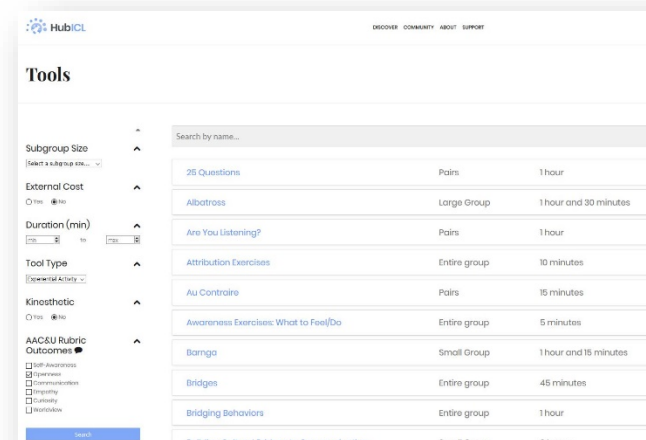 HubICL
DISCOVER COMMUNITY ABOUT SUPPORT
Tools
Search by name...
Subgroup Size
Select a subgroup size...
External Cost
Yes No
Duration (min)
min TO max
Tool Type
Experiential Activity
Kinesthetic
Yes No
AAC&U Rubric
Outcomes
Self-Awareness
Openness
Communication
Empathy
Curiosity
Worldview
Search
25 Questions Pairs 1 hour
Albatross Large Group 1 hour and 30 minutes
Are You Listening? Pairs 1 hour
Attribution Exercises Entire group 10 minutes
Au Contraire Pairs 15 minutes
Awareness Exercises: What to Feel/Do Entire group 5 minutes
Barnga Small Group 1 hour and 15 minutes
Bridges Entire group 45 minutes
Bridging Behaviors Entire group 1 hour